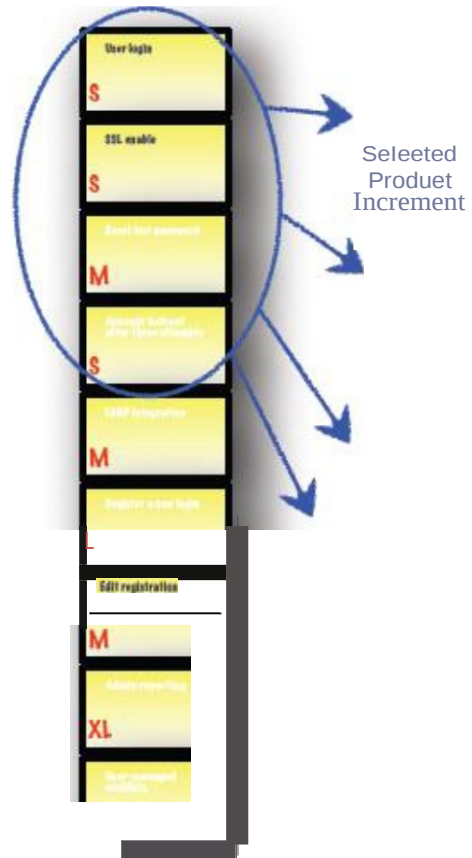 User login
S
SSL enable
S
Seleeted
Produet
Increment
Reset lost password
M
Account lockout
after three attempts
S
LDAP integration
M
Register a new login
L
Edit registration
M
Admin reporting
XL
User-managed